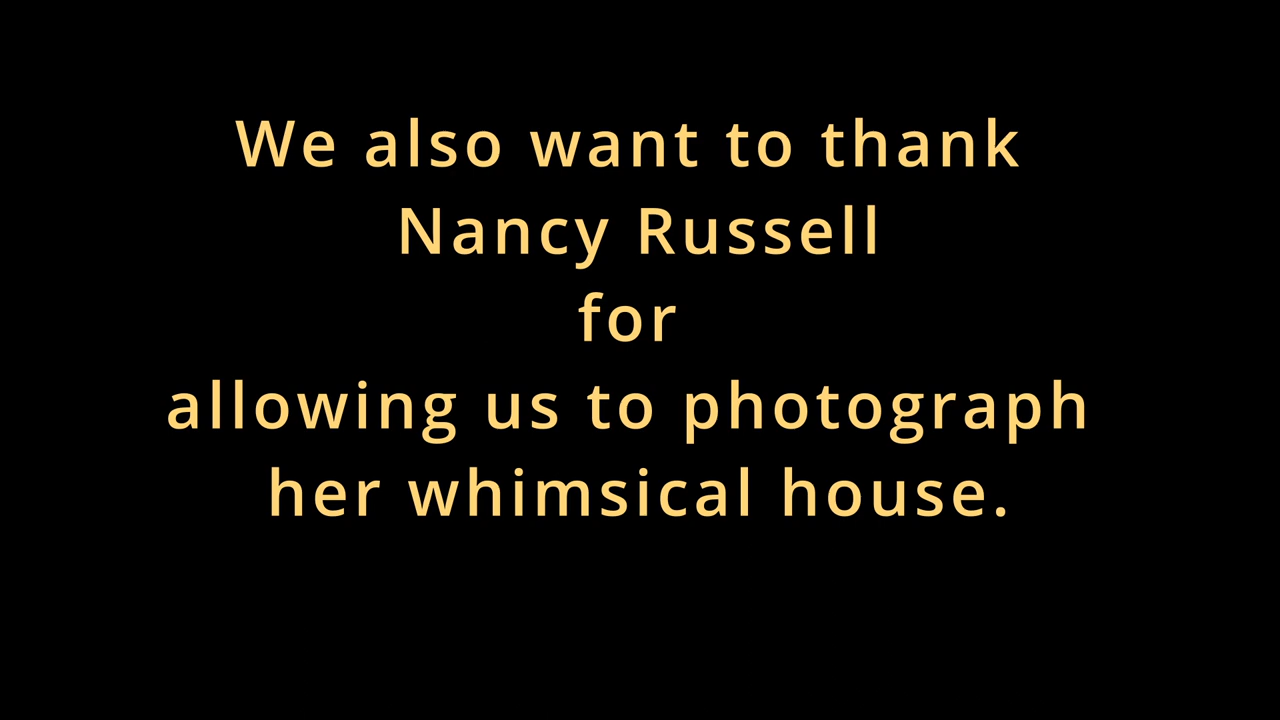 We also want to thank
Nancy Russell
for
allowing us to photograph
her whimsical house.